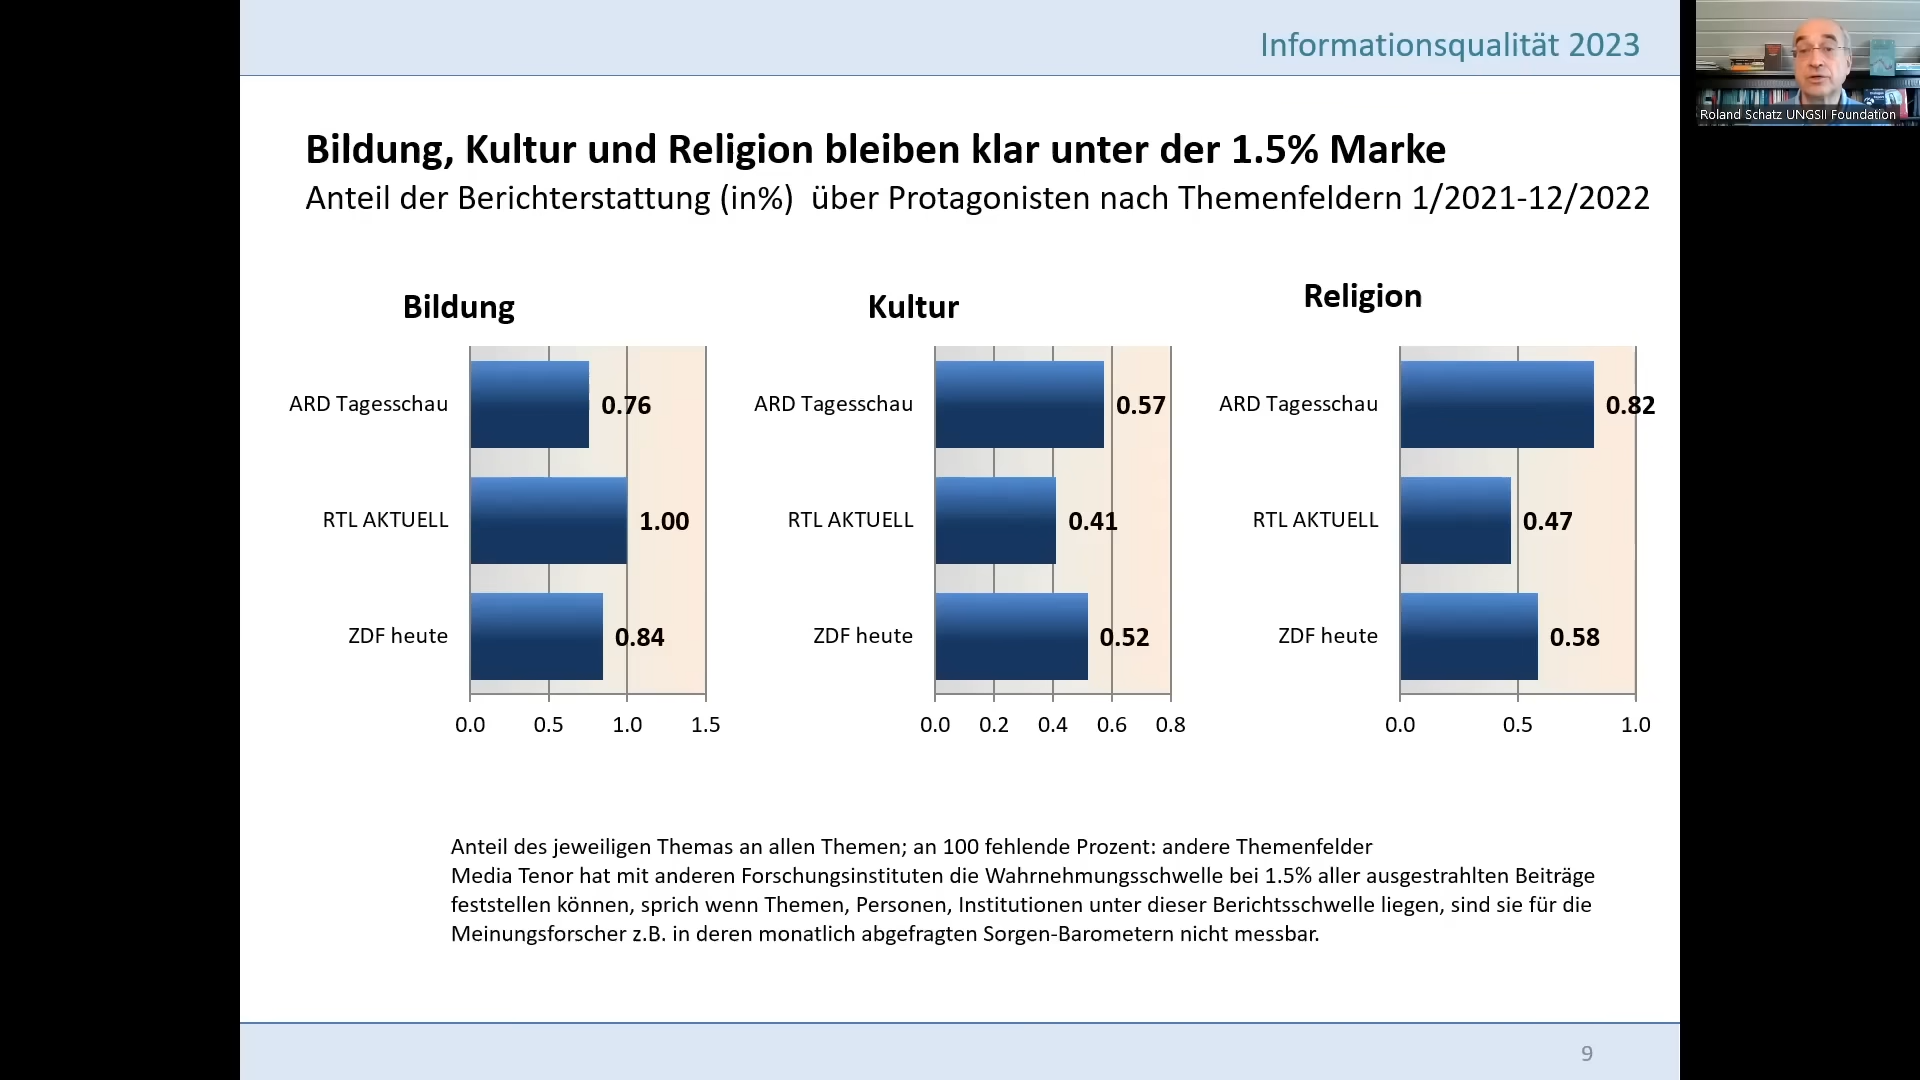 Informationsqualität 2023
Roland Schatz UNGSII Foundation
Bildung, Kultur und Religion bleiben klar unter der 1.5% Marke
Anteil der Berichterstattung (in%)  über Protagonisten nach Themenfeldern 1/2021-12/2022
Bildung
ARD Tagesschau 0.76
RTL AKTUELL 1.00
ZDF heute 0.84
0.0 0.5 1.0 1.5
Kultur
ARD Tagesschau 0.57
RTL AKTUELL 0.41
ZDF heute 0.52
0.0 0.2 0.4 0.6 0.8
Religion
ARD Tagesschau 0.82
RTL AKTUELL 0.47
ZDF heute 0.58
0.0 0.5 1.0
Anteil des jeweiligen Themas an allen Themen; an 100 fehlende Prozent: andere Themenfelder
Media Tenor hat mit anderen Forschungsinstituten die Wahrnehmungsschwelle bei 1.5% aller ausgestrahlten Beiträge
feststellen können, sprich wenn Themen, Personen, Institutionen unter dieser Berichtsschwelle liegen, sind sie für die
Meinungsforscher z.B. in deren monatlich abgefragten Sorgen-Barometern nicht messbar.
9